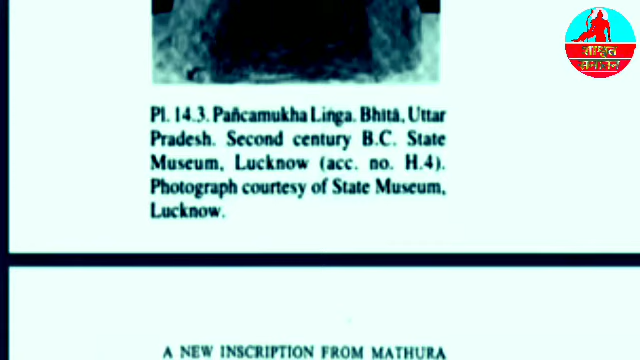 Pl. 14.3. Pañcamukha Linga. Bhitā, Uttar
Pradesh. Second century B.C. State
Museum, Lucknow (acc. no. H.4).
Photograph courtesy of State Museum,
Lucknow.
A NEW INSCRIPTION FROM MATHURA